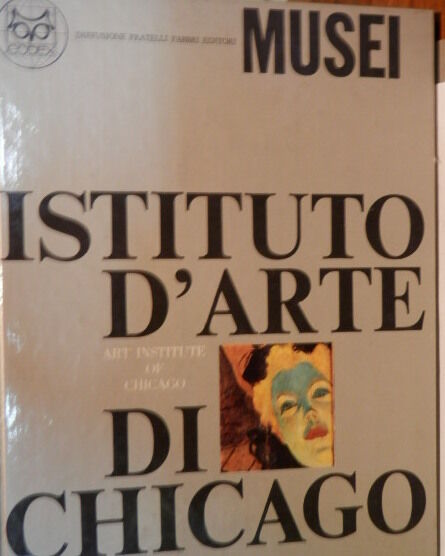 CODEX
DIFFUSIONE FRATELLI FABBRI EDITORI
MUSEI
ISTITUTO
D'ARTE
ART INSTITUTE
OF
CHICAGO
DI
CHICAGO